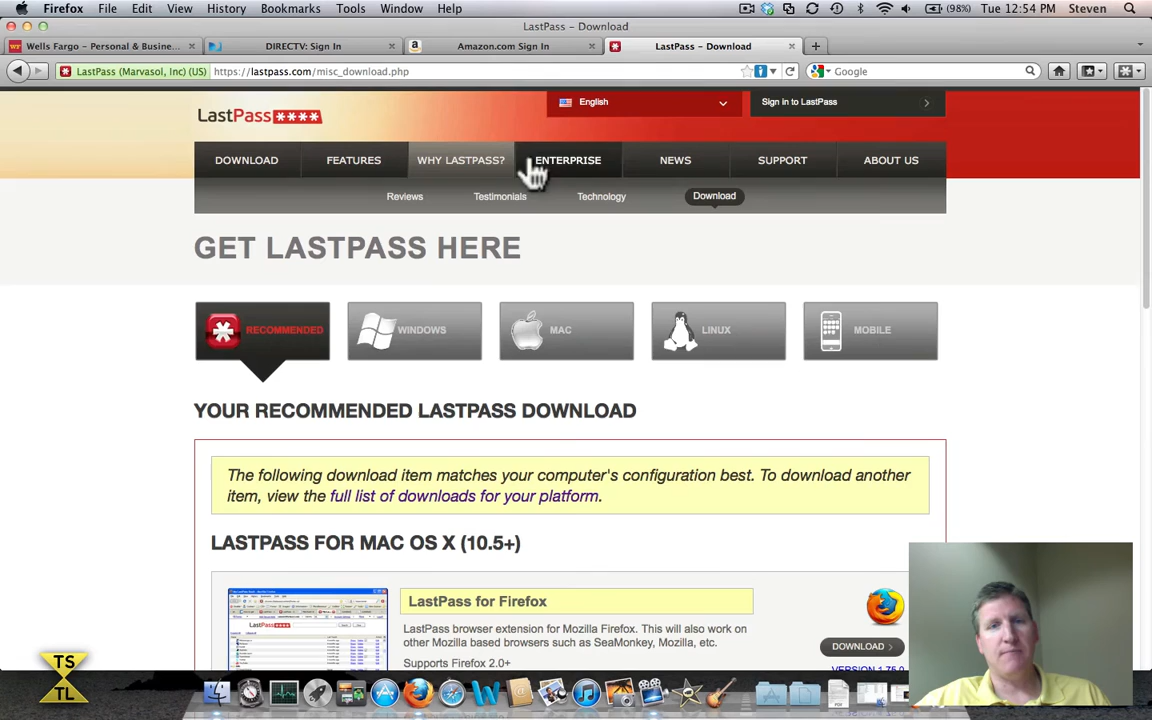 Firefox File Edit View History Bookmarks Tools Window Help (98%) Tue 12:54 PM Steven
LastPass – Download
Wells Fargo – Personal & Busine... DIRECTV: Sign In Amazon.com Sign In LastPass – Download
LastPass (Marvasol, Inc) (US) https://lastpass.com/misc_download.php Google
LastPass **** English Sign in to LastPass
DOWNLOAD FEATURES WHY LASTPASS? ENTERPRISE NEWS SUPPORT ABOUT US
Reviews Testimonials Technology Download
GET LASTPASS HERE
RECOMMENDED WINDOWS MAC LINUX MOBILE
YOUR RECOMMENDED LASTPASS DOWNLOAD
The following download item matches your computer's configuration best. To download another
item, view the full list of downloads for your platform.
LASTPASS FOR MAC OS X (10.5+)
LastPass for Firefox
LastPass browser extension for Mozilla Firefox. This will also work on
other Mozilla based browsers such as SeaMonkey, Mozilla, etc.
DOWNLOAD
Supports Firefox 2.0+
VERSION 1.75.0
TS
TL